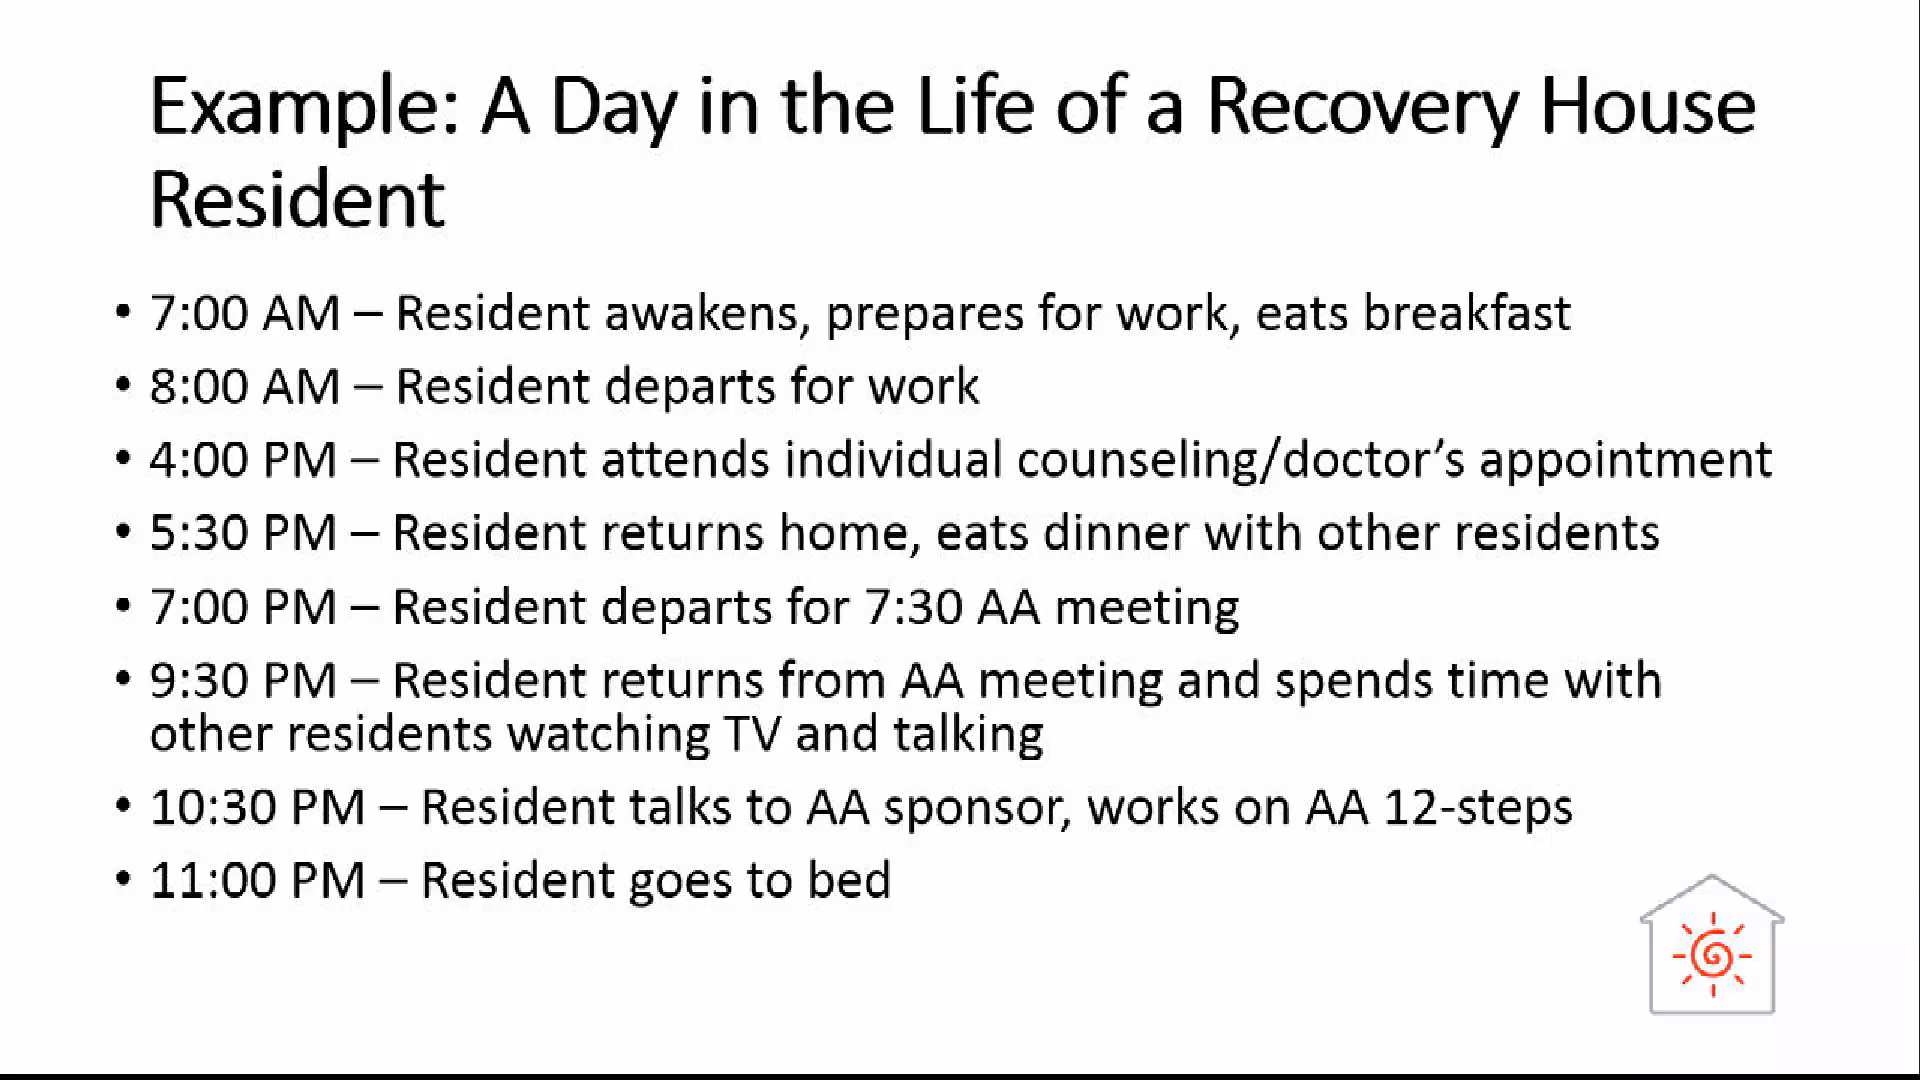 Example: A Day in the Life of a Recovery House
Resident
• 7:00 AM – Resident awakens, prepares for work, eats breakfast
• 8:00 AM – Resident departs for work
• 4:00 PM – Resident attends individual counseling/doctor’s appointment
• 5:30 PM – Resident returns home, eats dinner with other residents
• 7:00 PM – Resident departs for 7:30 AA meeting
• 9:30 PM – Resident returns from AA meeting and spends time with
other residents watching TV and talking
• 10:30 PM – Resident talks to AA sponsor, works on AA 12-steps
• 11:00 PM – Resident goes to bed